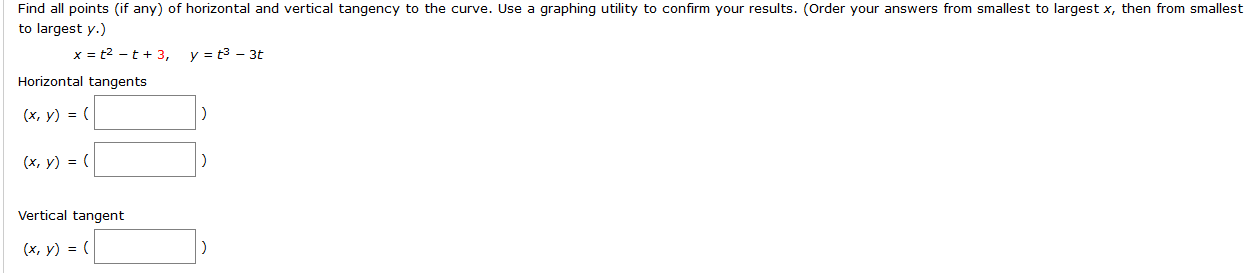 Find all points (if any) of horizontal and vertical tangency to the curve. Use a graphing utility to confirm your results. (Order your answers from smallest to largest x, then from smallest
to largest y.)
x = t² − t + 3,   y = t³ − 3t
Horizontal tangents
(x, y) = ( )
(x, y) = ( )
Vertical tangent
(x, y) = ( )